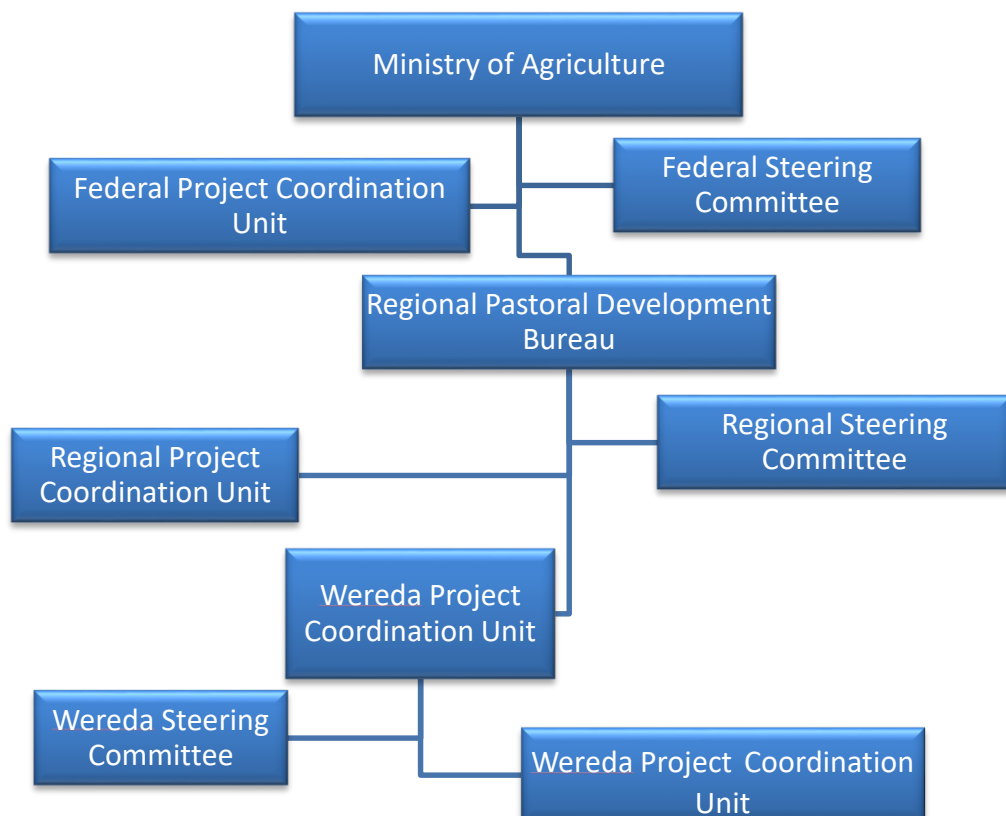 Ministry of Agriculture
Federal Project Coordination
Unit
Federal Steering
Committee
Regional Pastoral Development
Bureau
Regional Steering
Committee
Regional Project
Coordination Unit
Wereda Project
Coordination Unit
Wereda Steering
Committee
Wereda Project Coordination
Unit